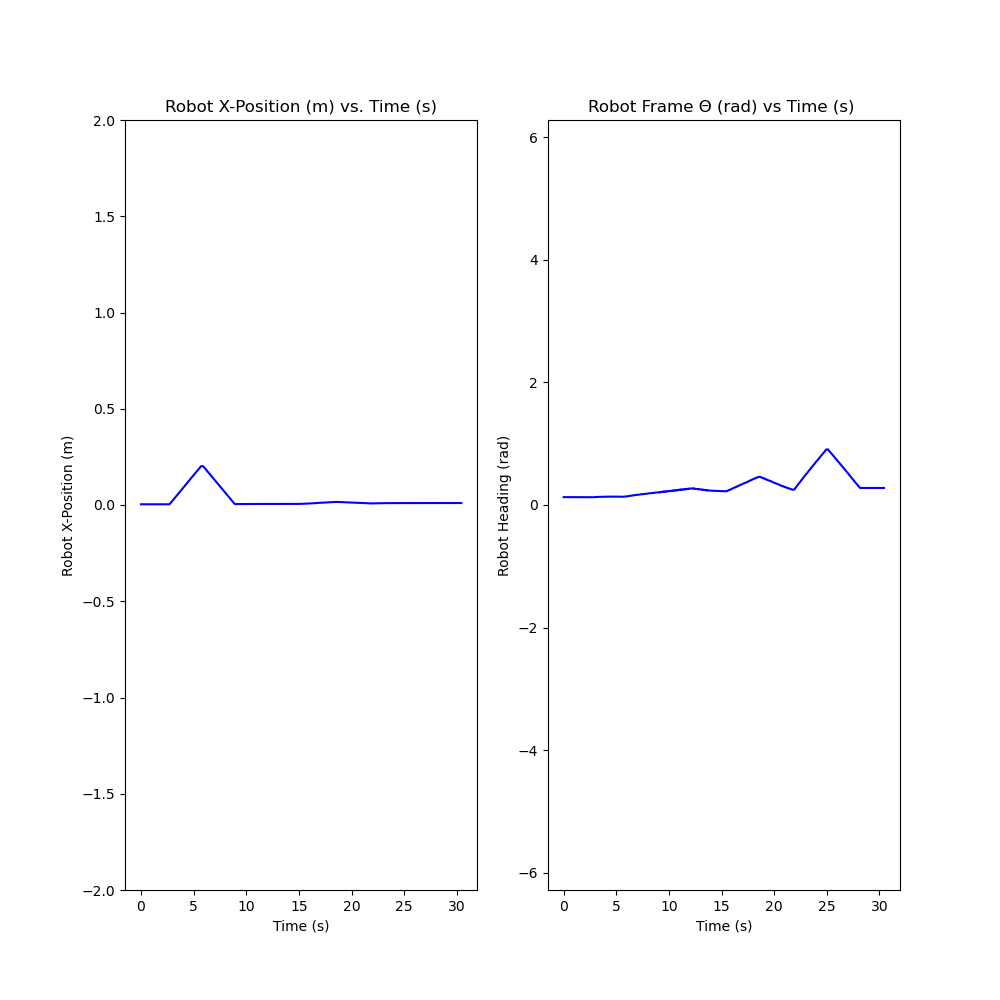 Robot X-Position (m) vs. Time (s)
2.0
1.5
1.0
0.5
0.0
−0.5
−1.0
−1.5
−2.0
Robot X-Position (m)
0 5 10 15 20 25 30
Time (s)
Robot Frame Θ (rad) vs Time (s)
6
4
2
0
−2
−4
−6
Robot Heading (rad)
0 5 10 15 20 25 30
Time (s)